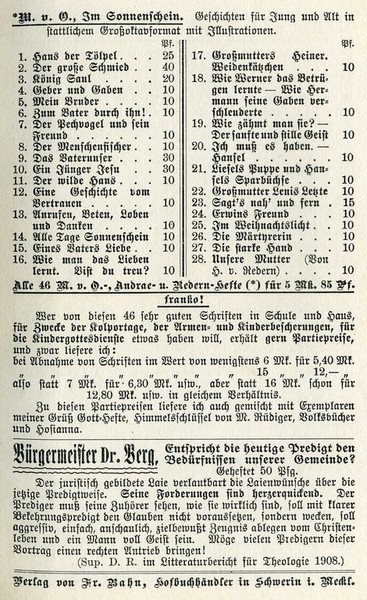 *M. v. O., Im Sonnenschein. Geschichten für Jung und Alt in
stattlichem Großoktavformat mit Illustrationen.
Pf.
1. Hans der Tölpel . . . 25
2. Der große Schmied . . 40
3. König Saul . . . . 20
4. Geber und Gaben . . . 10
5. Mein Bruder . . . . 10
6. Zum Vater durch ihn! . . 10
7. Der Pechvogel und sein
Freund . . . . . 10
8. Der Menschenfischer . . 10
9. Das Vaterunser . . . 30
10. Ein Jünger Jesu . . . 30
11. Der wilde Hans . . . 10
12. Eine Geschichte vom
Vertrauen . . . . 10
13. Anrufen, Beten, Loben
und Danken . . . . 10
14. Alle Tage Sonnenschein 10
15. Eines Vaters Liebe . . 10
16. Wie man das Lieben
lernt. Bist du treu? . 10
Pf.
17. Großmutters Heiner.
Weidenkätzchen . . . 10
18. Wie Werner das Betrü-
gen lernte — Wie Her-
mann seine Gaben ver-
schlenderte . . . . 10
19. Wie zähmt man sie? —
Der sanfte und stille Geist 10
20. Ich muß es haben. —
Hansel . . . . . 10
21. Liesels Puppe und Han-
sels Sparbüchse . . . 10
22. Großmutter Lenis Letzte 10
23. Sagt's nah' und fern . 15
24. Erwins Freund . . . 10
25. Im Weihnachtslicht . . 10
26. Die Märtyrerin . . . 10
27. Die starke Hand . . . 10
28. Unsere Mutter (Von
H. v. Redern) . . . . 10
Alle 46 M. v. O.-, Andrae- u. Redern-Hefte (*) für 5 Mk. 85 Pf.
franko!
Wer von diesen 46 sehr guten Schriften in Schule und Haus,
für Zwecke der Kolportage, der Armen- und Kinderbescherungen, für
die Kindergottesdienste etwas haben will, erhält gern Partiepreise,
und zwar liefere ich:
bei Abnahme von Schriften im Wert von wenigstens 6 Mk. für 5,40 Mk.
" " " " " " " 15 " " 12,— "
also statt 7 Mk. für 6,30 Mk. usw., aber statt 16 Mk. schon für
12,80 Mk. usw. in gleichem Verhältnis.
Zu diesen Partiepreisen liefere ich auch gemischt mit Exemplaren
meiner Grüß Gott-Hefte, Himmelsschlüssel von M. Rüdiger, Volksbücher
und Hosianna.
Bürgermeister Dr. Berg, Entspricht die heutige Predigt den
Bedürfnissen unserer Gemeinde?
Geheftet 50 Pfg.
Der juristisch gebildete Laie verlautbart die Laienwünsche über die
jetzige Predigtweise. Seine Forderungen sind herzerquickend. Der
Prediger muß seine Zuhörer sehen, wie sie wirklich sind, soll mit klarer
Bekehrungspredigt den Glauben nicht voraussetzen, sondern wecken, soll
aggressiv, einfach, anschaulich, zielbewußt Zeugnis ablegen vom Christen-
leben und ein Mann voll Geist sein. Möge vielen Predigern dieser
Vortrag einen rechten Antrieb bringen!
(Sup. D. R. im Litteraturbericht für Theologie 1908.)
Verlag von Fr. Bahn, Hofbuchhändler in Schwerin i. Meckl.